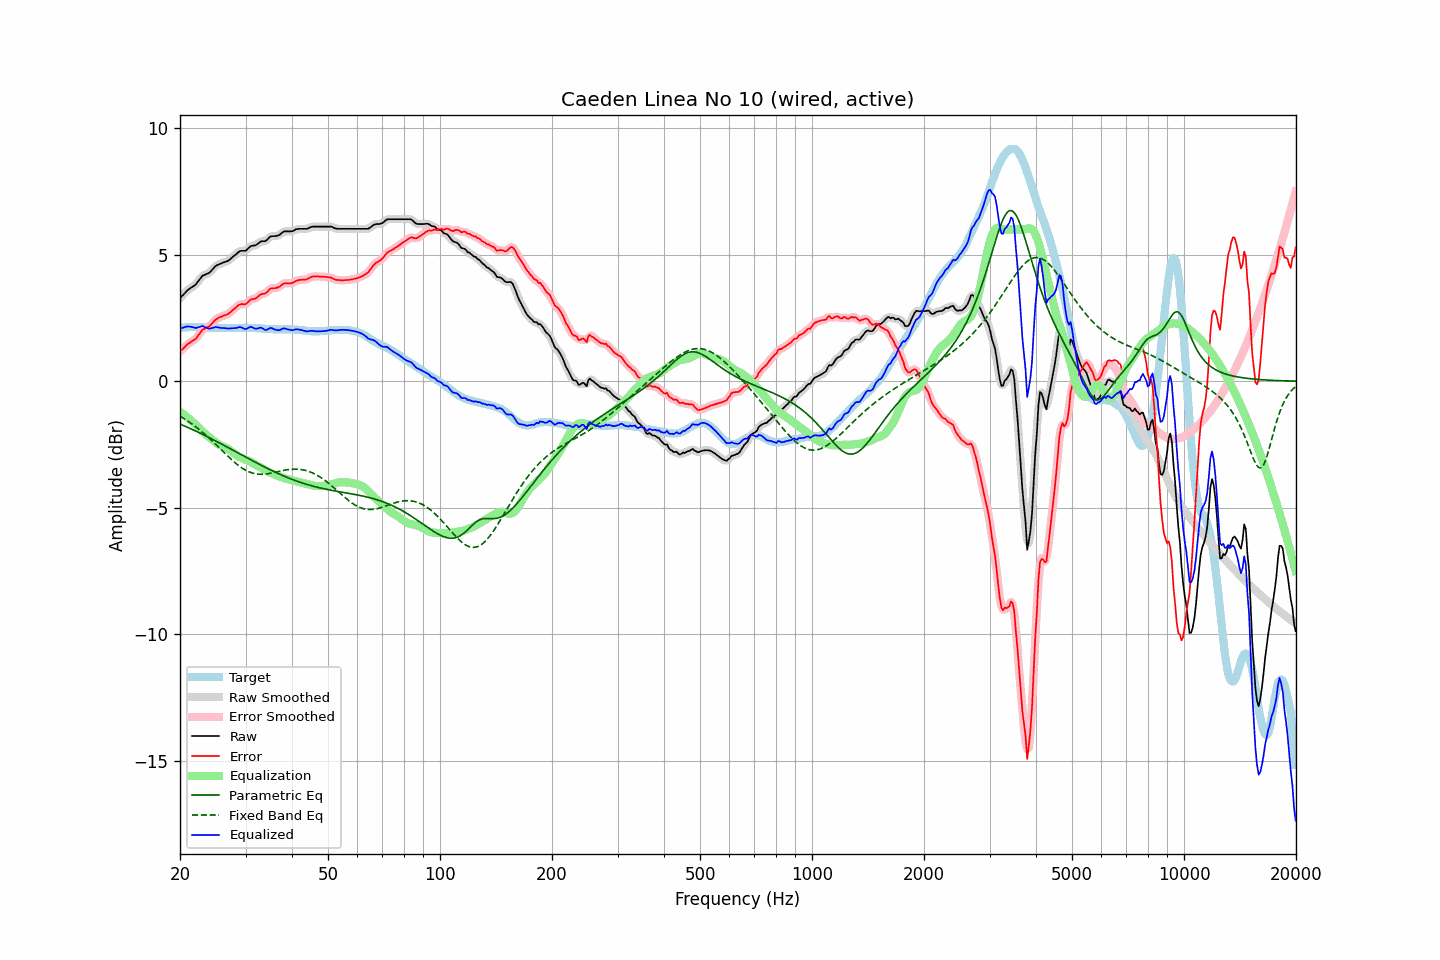 Caeden Linea No 10 (wired, active)
10
5
0
−5
−10
−15
Amplitude (dBr)
Target
Raw Smoothed
Error Smoothed
Raw
Error
Equalization
Parametric Eq
Fixed Band Eq
Equalized
20 50 100 200 500 1000 2000 5000 10000 20000
Frequency (Hz)